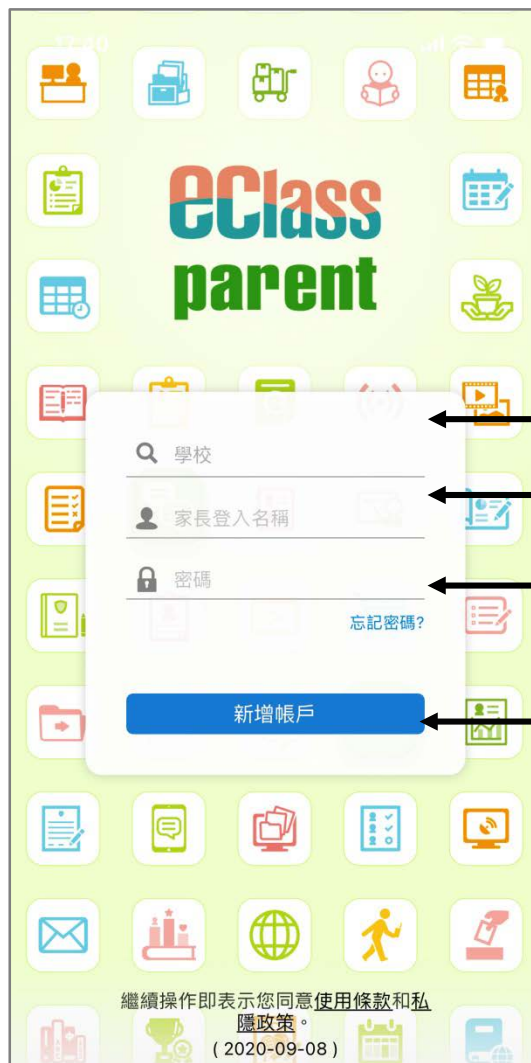 eClass
parent
學校
家長登入名稱
密碼
忘記密碼?
新增帳戶
繼續操作即表示您同意使用條款和私
隱政策。
(2020-09-08)